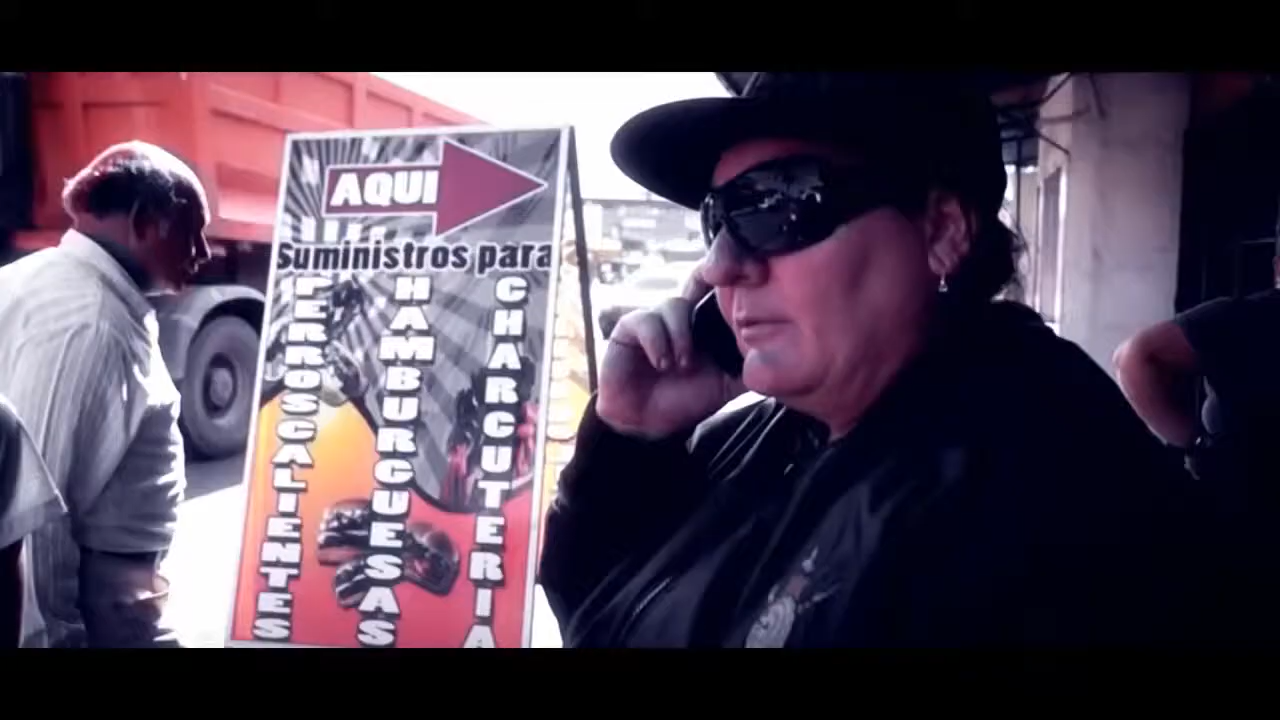 AQUI
Suministros para
PERROS CALIENTES
HAMBURGUESAS
CHARCUTERIA